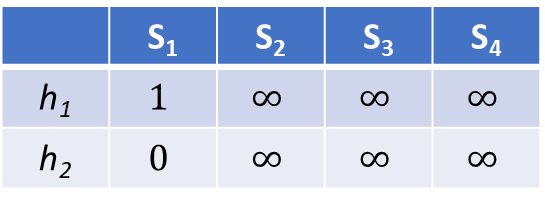 S₁ S₂ S₃ S₄
h₁ 1 ∞ ∞ ∞
h₂ 0 ∞ ∞ ∞